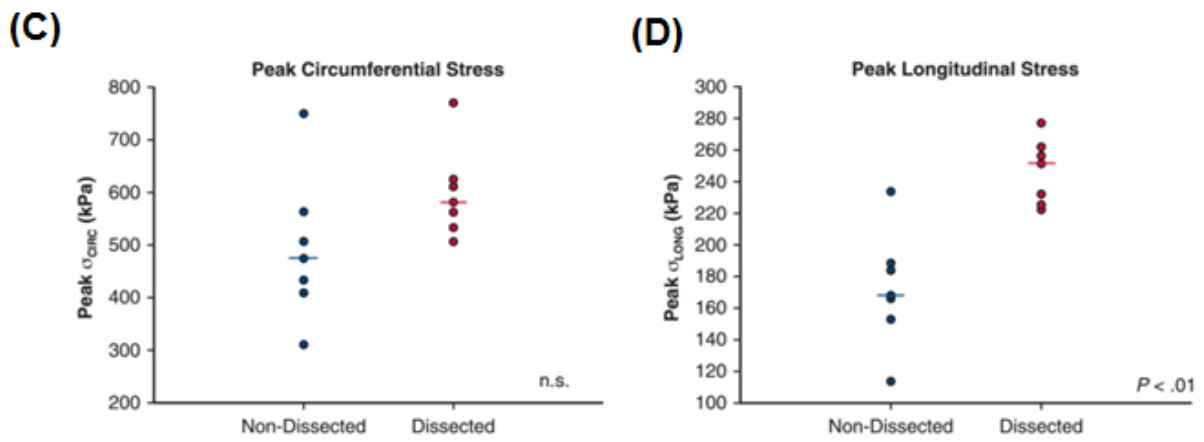 (C)
Peak Circumferential Stress
800
700
600
500
400
300
200
Peak σCIRC (kPa)
n.s.
Non-Dissected Dissected
(D)
Peak Longitudinal Stress
300
280
260
240
220
200
180
160
140
120
100
Peak σLONG (kPa)
P < .01
Non-Dissected Dissected